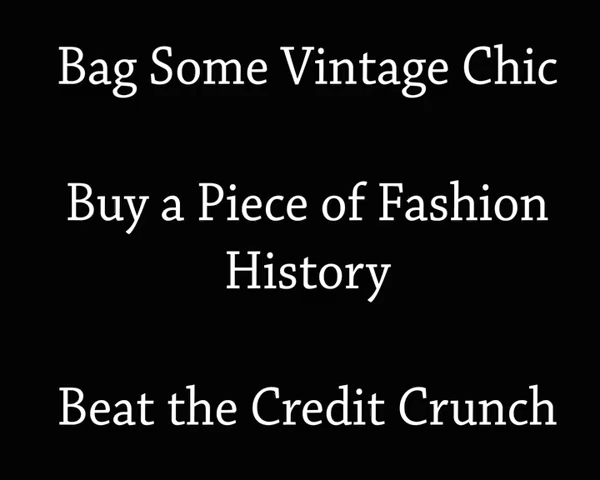 Bag Some Vintage Chic
Buy a Piece of Fashion
History
Beat the Credit Crunch